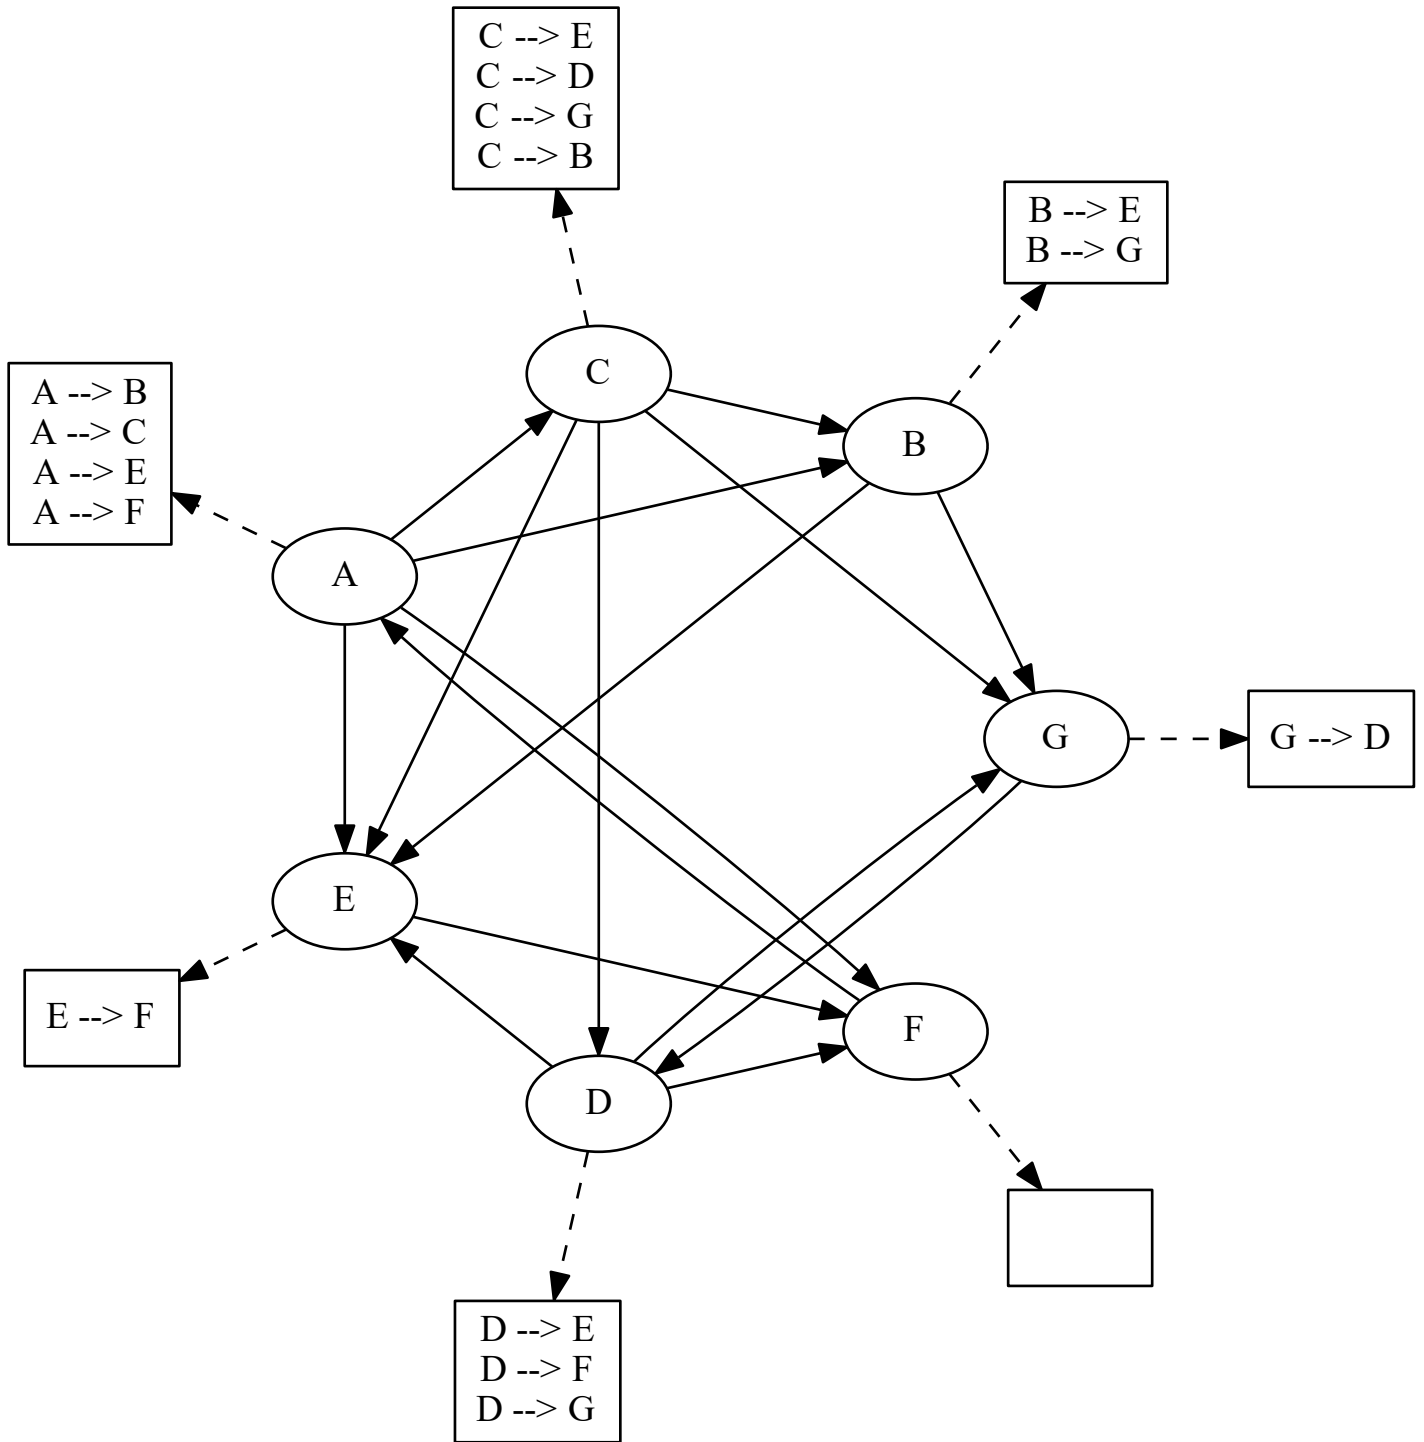 C --> E
C --> D
C --> G
C --> B
B --> E
B --> G
A --> B
A --> C
A --> E
A --> F
C
B
A
G
G --> D
E
E --> F
F
D
D --> E
D --> F
D --> G